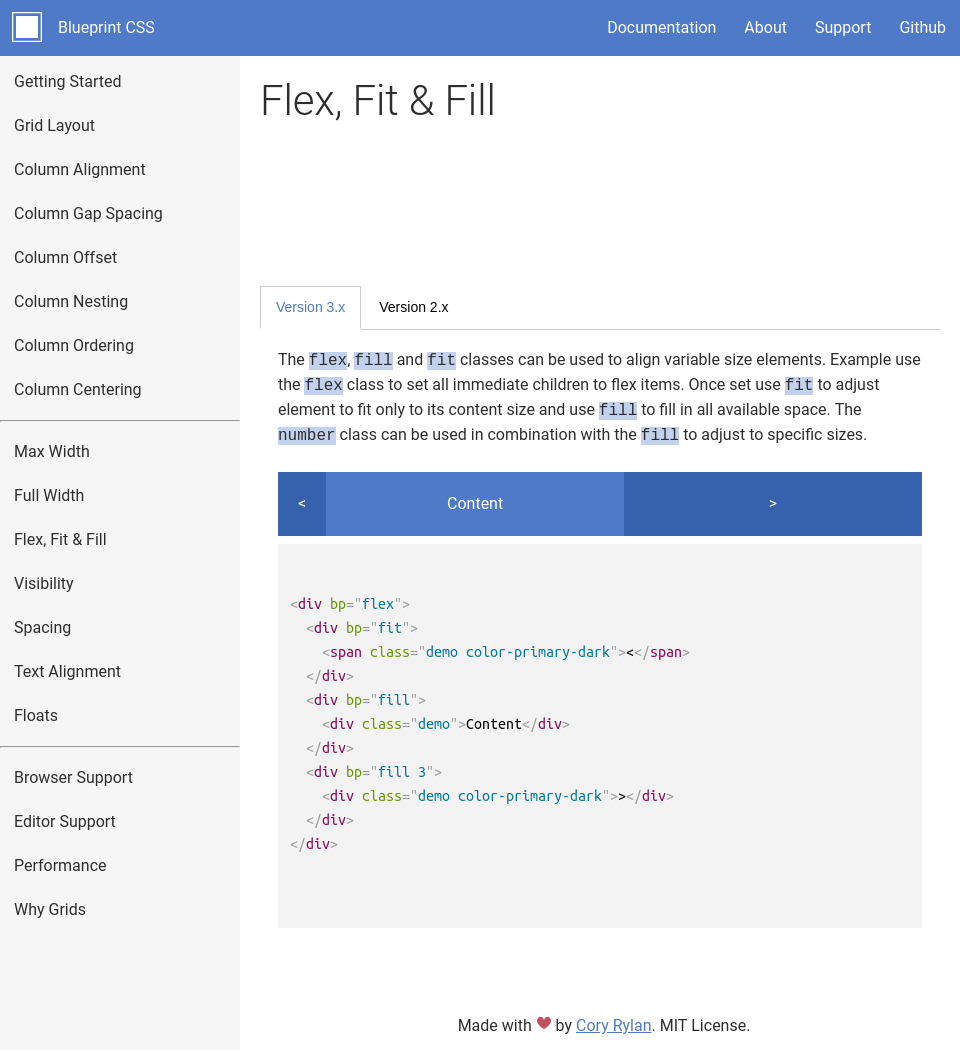 Blueprint CSS
Documentation About Support Github
Getting Started
Grid Layout
Column Alignment
Column Gap Spacing
Column Offset
Column Nesting
Column Ordering
Column Centering
Max Width
Full Width
Flex, Fit & Fill
Visibility
Spacing
Text Alignment
Floats
Browser Support
Editor Support
Performance
Why Grids
Flex, Fit & Fill
Version 3.x Version 2.x
The flex, fill and fit classes can be used to align variable size elements. Example use
the flex class to set all immediate children to flex items. Once set use fit to adjust
element to fit only to its content size and use fill to fill in all available space. The
number class can be used in combination with the fill to adjust to specific sizes.
< Content >
<div bp="flex">
  <div bp="fit">
    <span class="demo color-primary-dark"><</span>
  </div>
  <div bp="fill">
    <div class="demo">Content</div>
  </div>
  <div bp="fill 3">
    <div class="demo color-primary-dark">></div>
  </div>
</div>
Made with ♥ by Cory Rylan. MIT License.